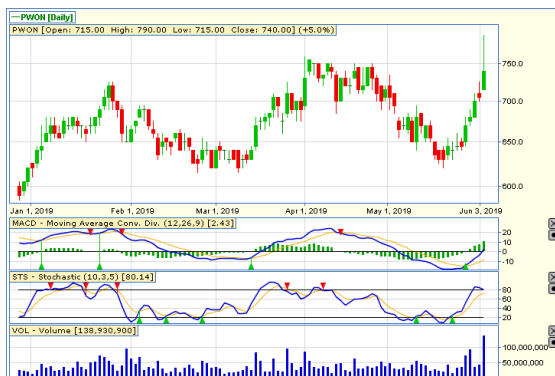 PWON [Daily]
PWON [Open: 715.00 High: 790.00 Low: 715.00 Close: 740.00] (+5.0%)
750.0
700.0
650.0
600.0
Jan 1, 2019 Feb 1, 2019 Mar 1, 2019 Apr 1, 2019 May 1, 2019 Jun 3, 2019
MACD - Moving Average Conv. Div. (12,26,9) [2.43]
20
10
0
-10
STS - Stochastic (10,3,5) [80.14]
80
60
40
20
VOL - Volume [138,930,900]
100,000,000
50,000,000